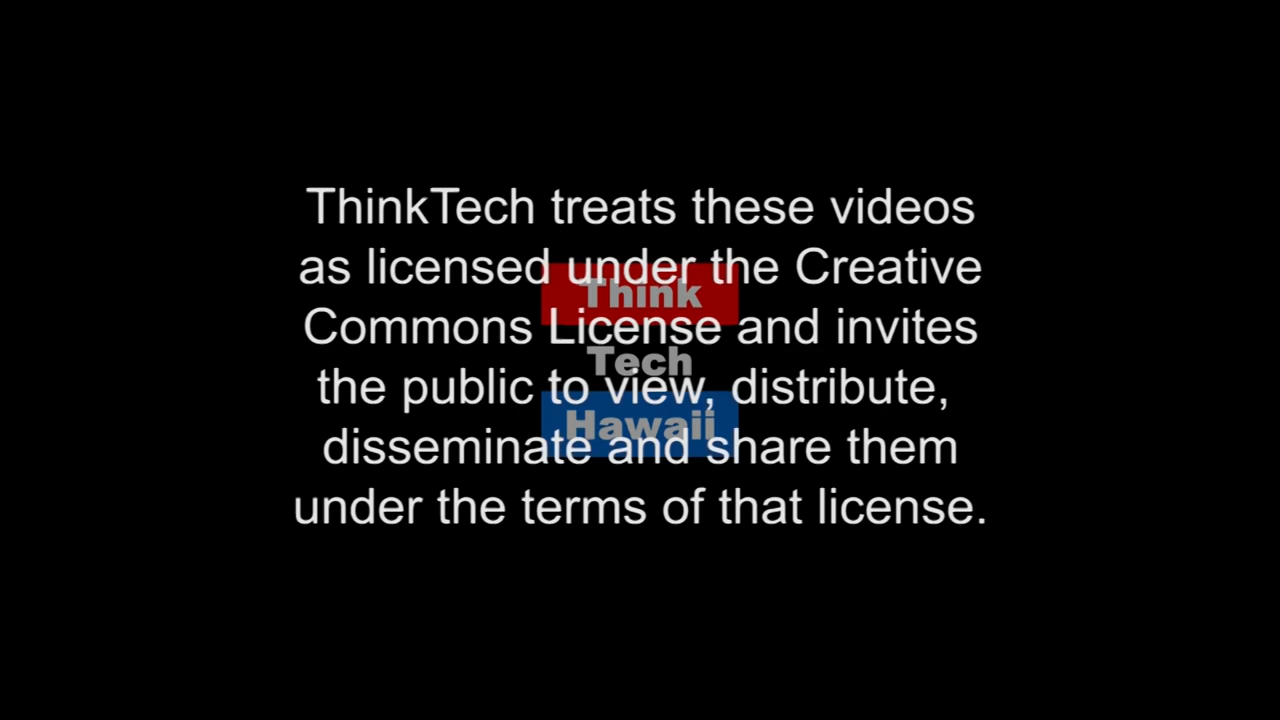 ThinkTech treats these videos
as licensed under the Creative
Think
Commons License and invites
Tech
the public to view, distribute,
Hawaii
disseminate and share them
under the terms of that license.